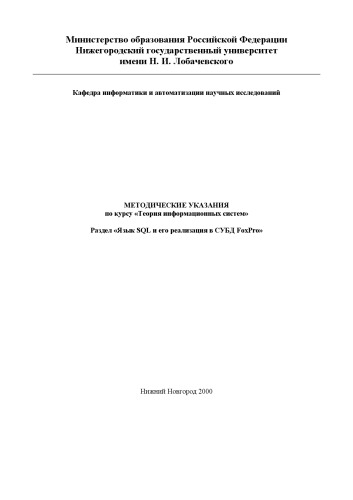 Министерство образования Российской Федерации
Нижегородский государственный университет
имени Н. И. Лобачевского
Кафедра информатики и автоматизации научных исследований
МЕТОДИЧЕСКИЕ УКАЗАНИЯ
по курсу «Теория информационных систем»
Раздел «Язык SQL и его реализация в СУБД FoxPro»
Нижний Новгород 2000